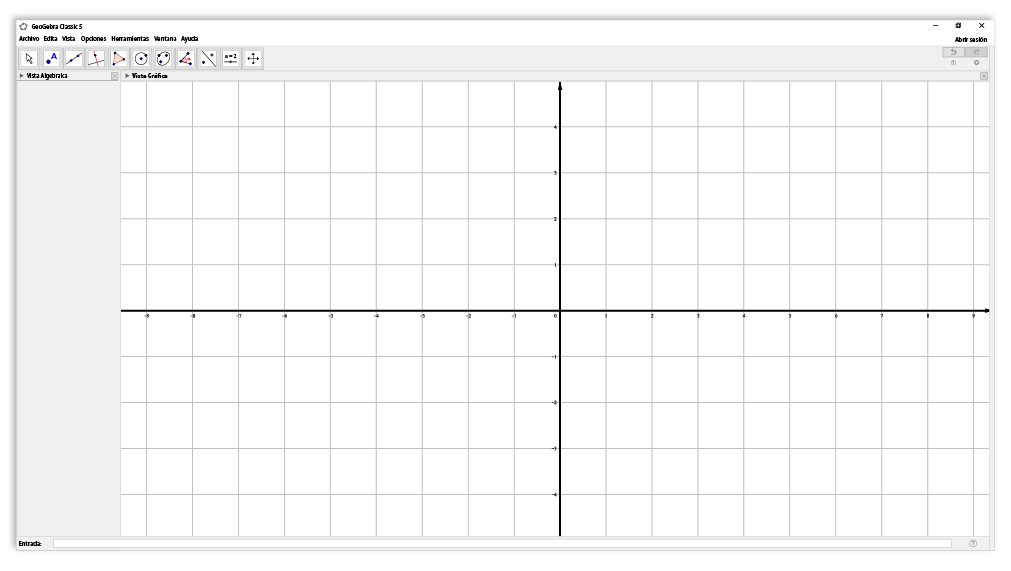 GeoGebra Classic 5
Archivo Edita Vista Opciones Herramientas Ventana Ayuda
Abrir sesión
A
a=2
Vista Algebraica
Vista Gráfica
4
3
2
1
-9 -8 -7 -6 -5 -4 -3 -2 -1 0 1 2 3 4 5 6 7 8 9
-1
-2
-3
-4
Entrada: